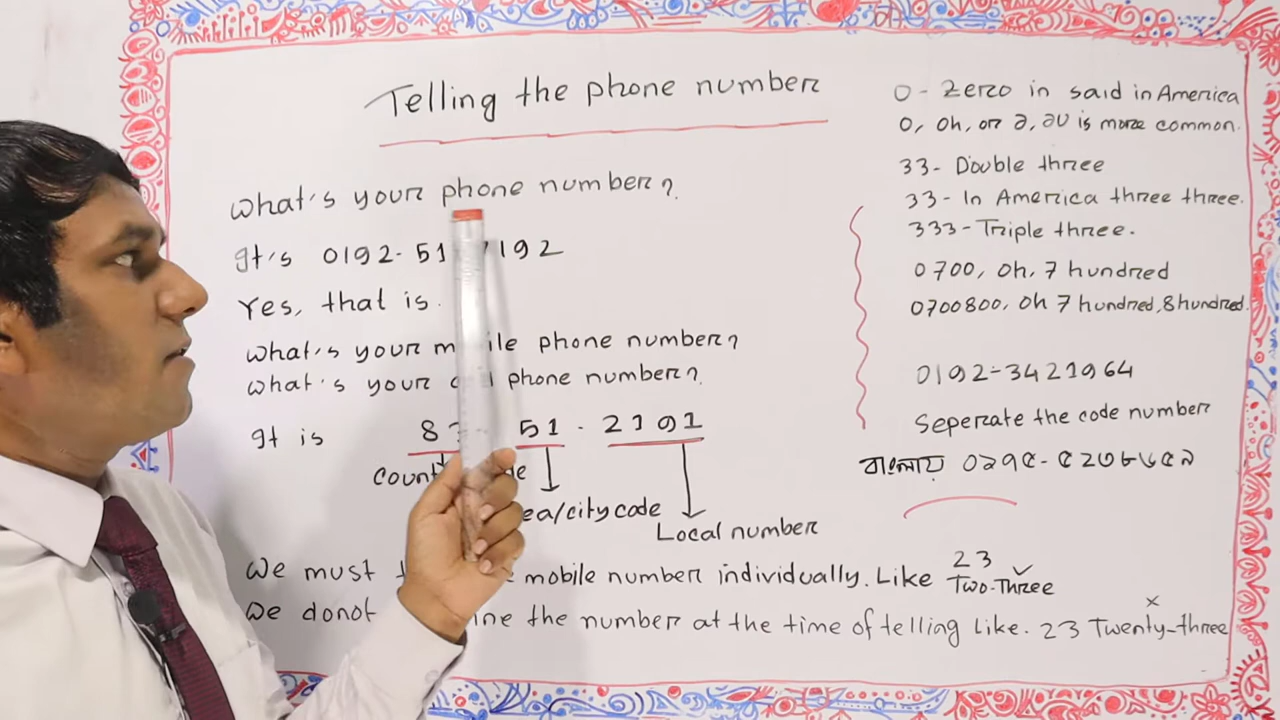 Telling the phone number
What's your phone number?
It's 0192-51 7192
Yes, that is.
What's your m ile phone number?
What's your phone number?
It is 8 51 - 2191
count de
ea/city code
Local number
We must mobile number individually. Like 23 Two-Three
We donot ine the number at the time of telling like. 23 Twenty-three
×
0 - Zero in said in America
0, oh, or ə, əʊ is more common.
33- Double three
33- In America three three.
333- Triple three.
0700, oh, 7 hundred
0700800, oh 7 hundred, 8 hundred.
0192-3421964
Seperate the code number
বাংলায় ০১৭৫-৫২৩৮৬৫৯